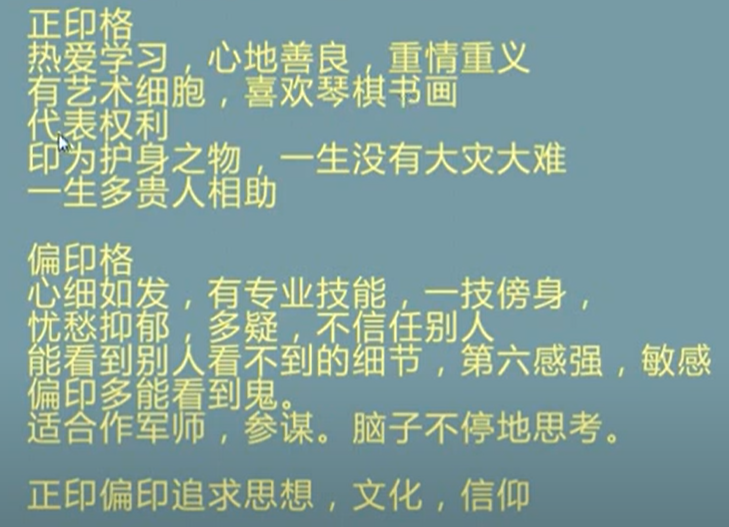 正印格
热爱学习，心地善良，重情重义
有艺术细胞，喜欢琴棋书画
代表权利
印为护身之物，一生没有大灾大难
一生多贵人相助
偏印格
心细如发，有专业技能，一技傍身，
忧愁抑郁，多疑，不信任别人
能看到别人看不到的细节，第六感强，敏感
偏印多能看到鬼。
适合作军师，参谋。脑子不停地思考。
正印偏印追求思想，文化，信仰